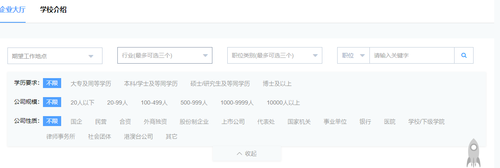 企业大厅 学校介绍
期望工作地点 行业(最多可选三个) 职位类别(最多可选三个) 职位 请输入关键字
学历要求: 不限 大专及同等学历 本科/学士及等同学历 硕士/研究生及等同学历 博士及以上
公司规模: 不限 20人以下 20-99人 100-499人 500-999人 1000-9999人 10000人以上
公司性质: 不限 国企 民营 合资 外商独资 股份制企业 上市公司 代表处 国家机关 事业单位 银行 医院 学校/下级学院
律师事务所 社会团体 港澳台公司 其它
收起